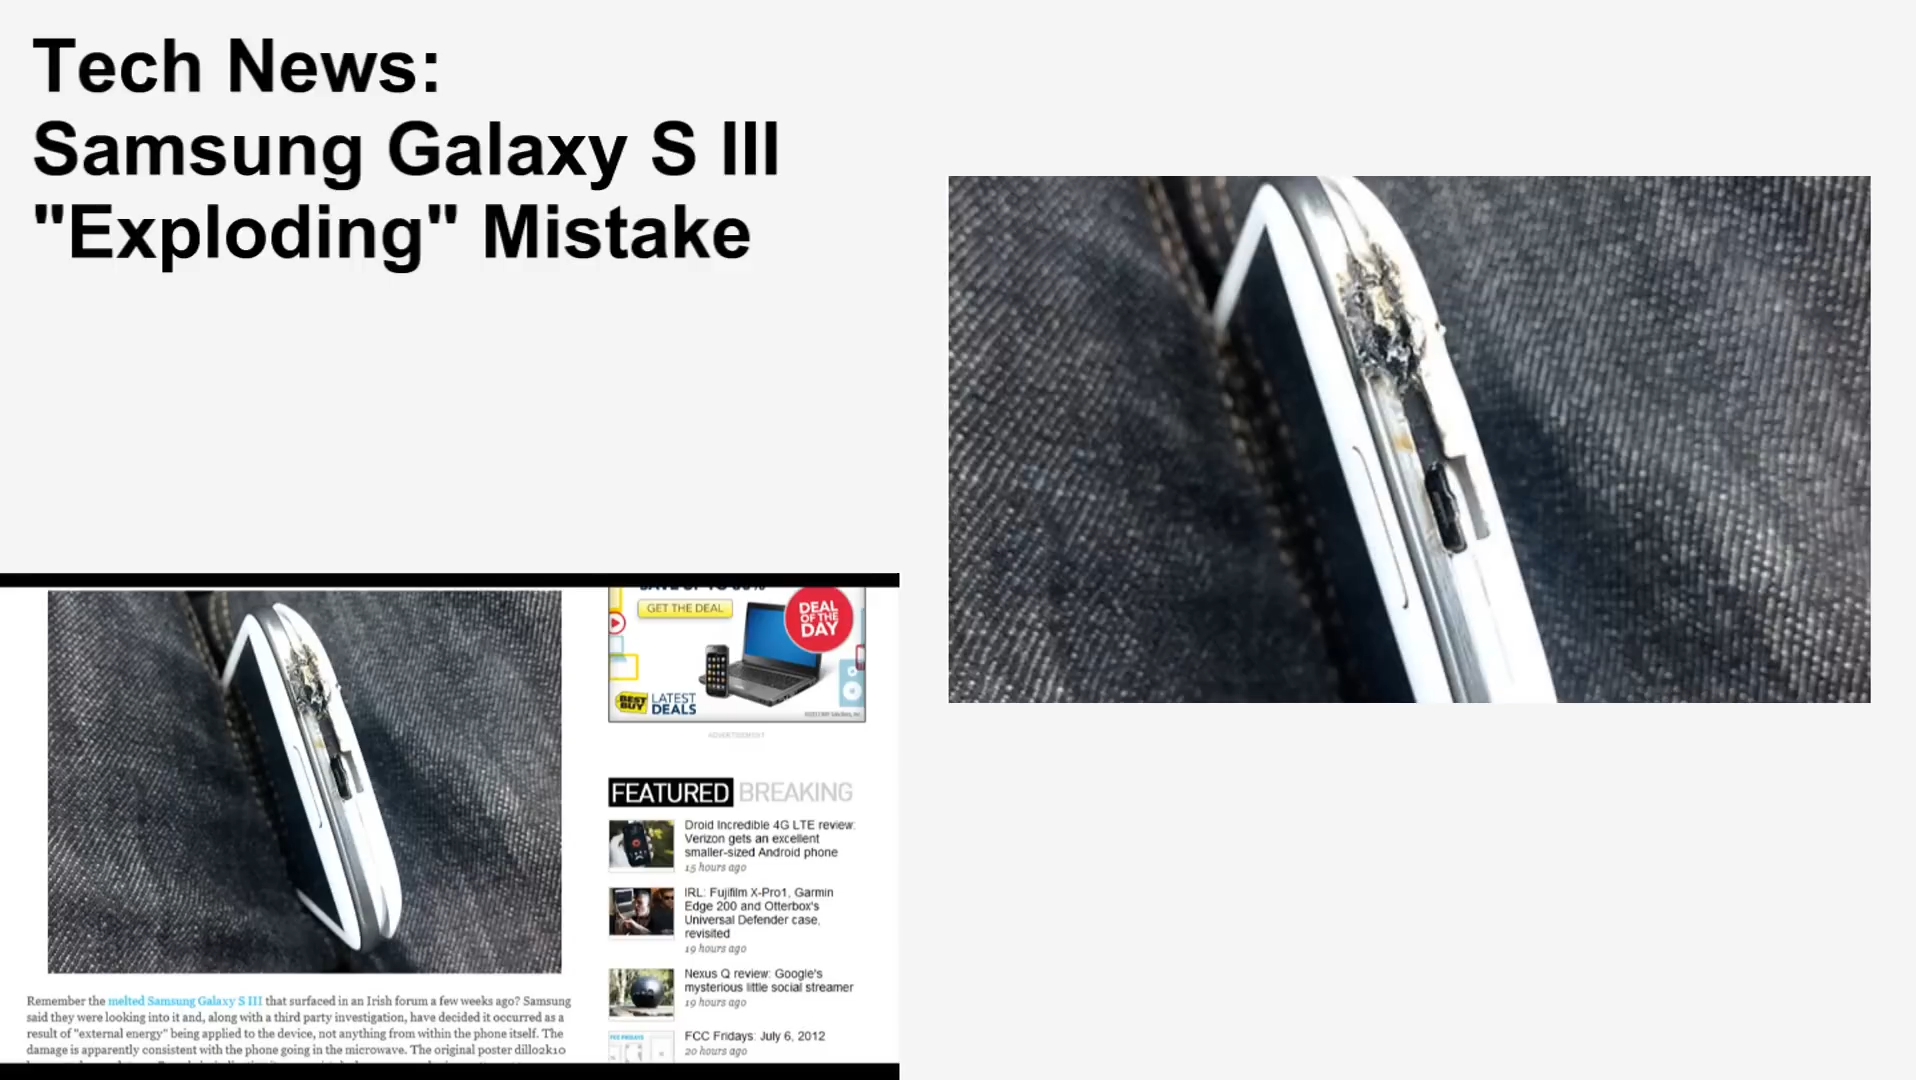 Tech News:
Samsung Galaxy S III
"Exploding" Mistake
GET THE DEAL
DEAL
OF THE
DAY
BEST
BUY
LATEST
DEALS
ADVERTISEMENT
FEATURED BREAKING
Droid Incredible 4G LTE review:
Verizon gets an excellent
smaller-sized Android phone
15 hours ago
IRL: Fujifilm X-Pro1, Garmin
Edge 200 and Otterbox's
Universal Defender case,
revisited
19 hours ago
Nexus Q review: Google's
mysterious little social streamer
19 hours ago
FCC FRIDAYS
FCC Fridays: July 6, 2012
20 hours ago
Remember the melted Samsung Galaxy S III that surfaced in an Irish forum a few weeks ago? Samsung
said they were looking into it and, along with a third party investigation, have decided it occurred as a
result of "external energy" being applied to the device, not anything from within the phone itself. The
damage is apparently consistent with the phone going in the microwave. The original poster dillo2k10